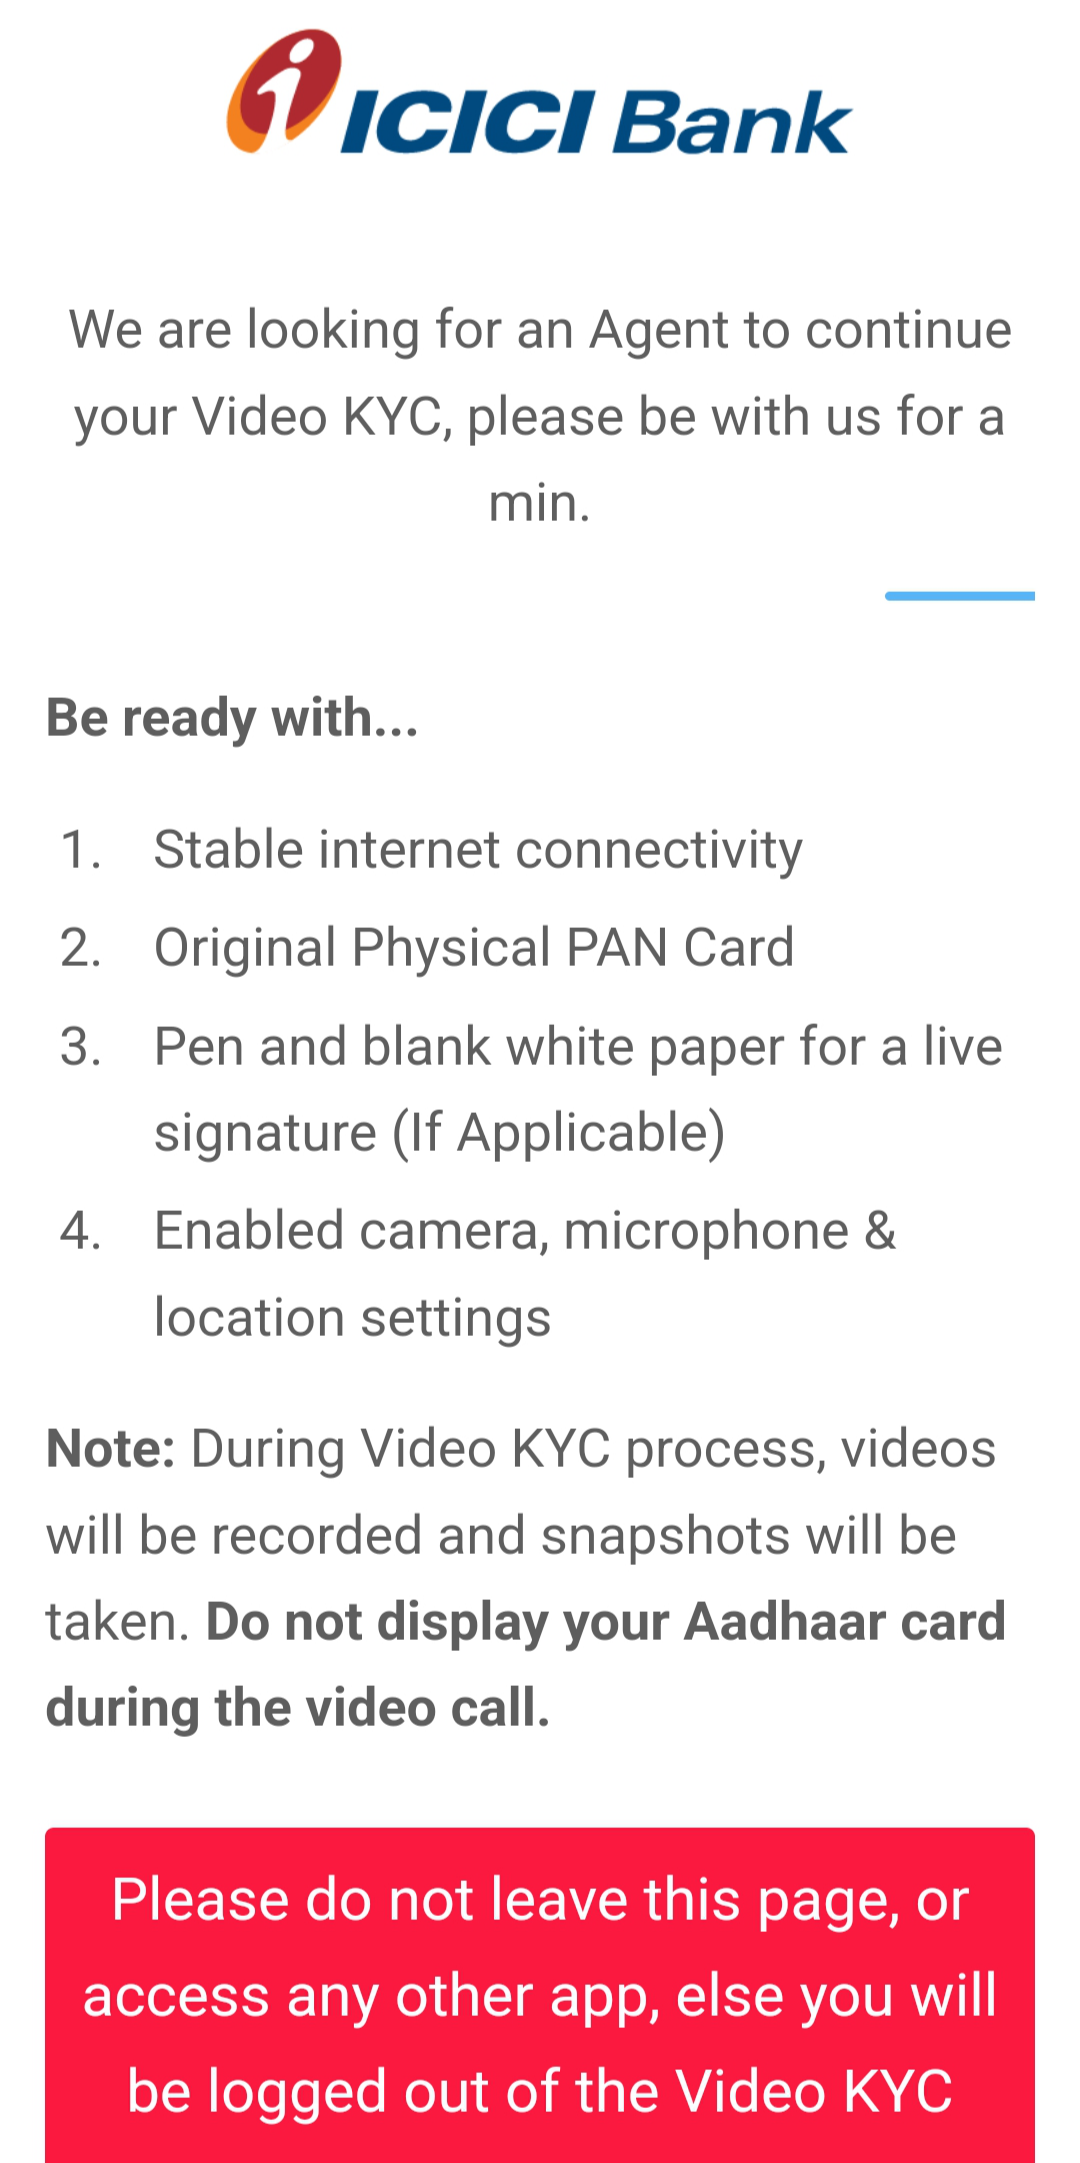 ICICI Bank
We are looking for an Agent to continue
your Video KYC, please be with us for a
min.
Be ready with...
1. Stable internet connectivity
2. Original Physical PAN Card
3. Pen and blank white paper for a live
signature (If Applicable)
4. Enabled camera, microphone &
location settings
Note: During Video KYC process, videos
will be recorded and snapshots will be
taken. Do not display your Aadhaar card
during the video call.
Please do not leave this page, or
access any other app, else you will
be logged out of the Video KYC